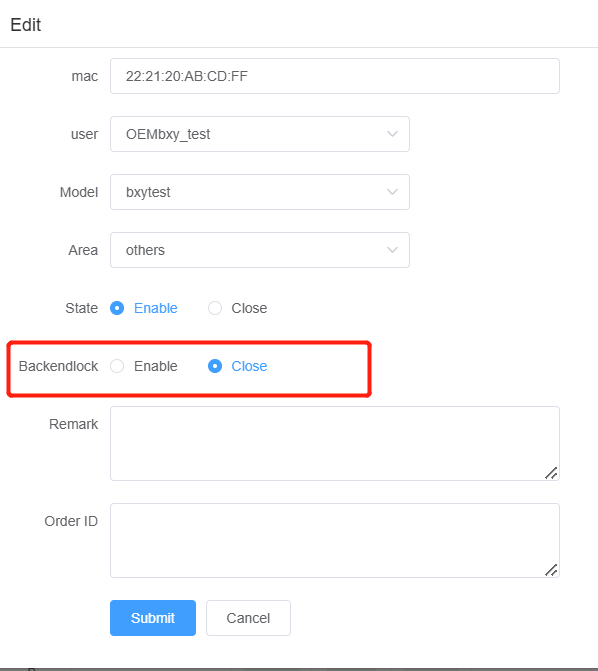 Edit
mac 22:21:20:AB:CD:FF
user OEMbxy_test
Model bxytest
Area others
State Enable Close
Backendlock Enable Close
Remark
Order ID
Submit Cancel